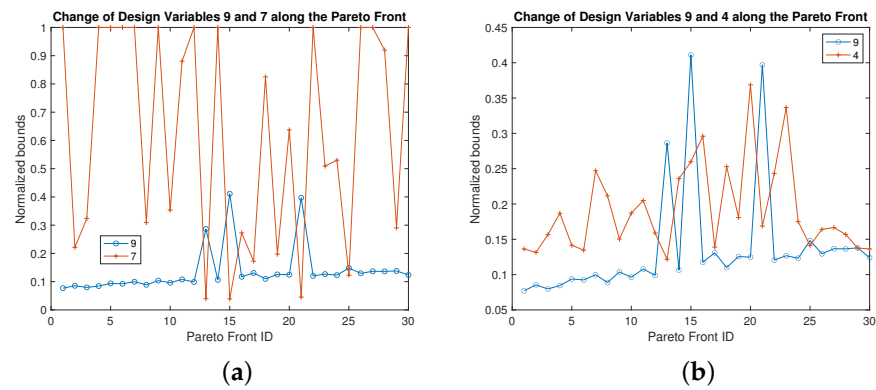 Change of Design Variables 9 and 7 along the Pareto Front
1
0.9
0.8
0.7
0.6
0.5
0.4
0.3
0.2
0.1
0
Normalized bounds
9
7
0 5 10 15 20 25 30
Pareto Front ID
(a)
Change of Design Variables 9 and 4 along the Pareto Front
0.45
0.4
0.35
0.3
0.25
0.2
0.15
0.1
0.05
Normalized bounds
9
4
0 5 10 15 20 25 30
Pareto Front ID
(b)